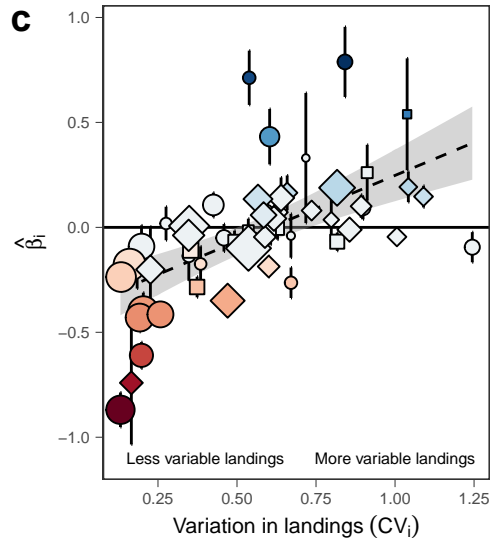 c
1.0
0.5
0.0
−0.5
−1.0
β̂i
Less variable landings
More variable landings
0.25
0.50
0.75
1.00
1.25
Variation in landings (CVi)